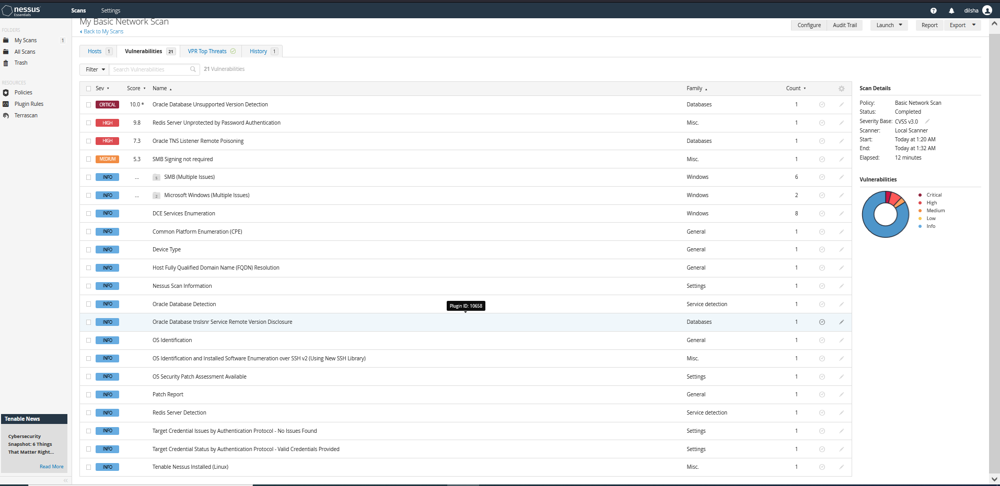 nessus
Essentials
Scans Settings
dilsha
FOLDERS
My Scans 1
All Scans
Trash
RESOURCES
Policies
Plugin Rules
Terrascan
Tenable News
Cybersecurity
Snapshot: 6 Things
That Matter Right...
Read More
My Basic Network Scan
Back to My Scans
Configure Audit Trail Launch Report Export
Hosts 1 Vulnerabilities 21 VPR Top Threats History 1
Filter Search Vulnerabilities 21 Vulnerabilities
Sev Score Name Family Count
CRITICAL 10.0 * Oracle Database Unsupported Version Detection Databases 1
HIGH 9.8 Redis Server Unprotected by Password Authentication Misc. 1
HIGH 7.3 Oracle TNS Listener Remote Poisoning Databases 1
MEDIUM 5.3 SMB Signing not required Misc. 1
INFO ... 5 SMB (Multiple Issues) Windows 6
INFO ... 2 Microsoft Windows (Multiple Issues) Windows 2
INFO DCE Services Enumeration Windows 8
INFO Common Platform Enumeration (CPE) General 1
INFO Device Type General 1
INFO Host Fully Qualified Domain Name (FQDN) Resolution General 1
INFO Nessus Scan Information Settings 1
INFO Oracle Database Detection Service detection 1
Plugin ID: 10658
INFO Oracle Database tnslsnr Service Remote Version Disclosure Databases 1
INFO OS Identification General 1
INFO OS Identification and Installed Software Enumeration over SSH v2 (Using New SSH Library) Misc. 1
INFO OS Security Patch Assessment Available Settings 1
INFO Patch Report General 1
INFO Redis Server Detection Service detection 1
INFO Target Credential Issues by Authentication Protocol - No Issues Found Settings 1
INFO Target Credential Status by Authentication Protocol - Valid Credentials Provided Settings 1
INFO Tenable Nessus Installed (Linux) Misc. 1
Scan Details
Policy: Basic Network Scan
Status: Completed
Severity Base: CVSS v3.0
Scanner: Local Scanner
Start: Today at 1:20 AM
End: Today at 1:32 AM
Elapsed: 12 minutes
Vulnerabilities
Critical
High
Medium
Low
Info